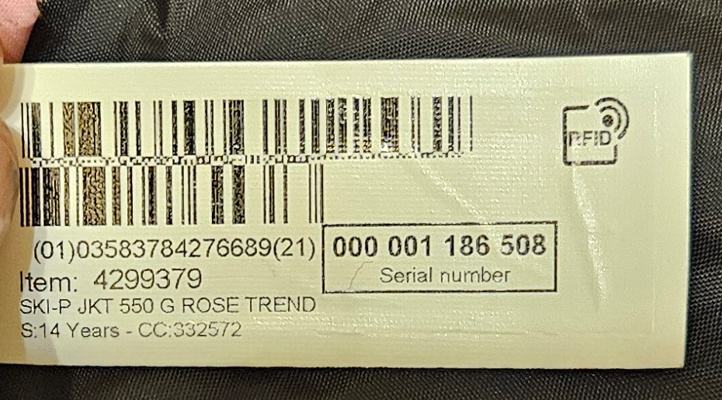 RFID
(01)03583784276689(21)
000 001 186 508
Serial number
Item: 4299379
SKI-P JKT 550 G ROSE TREND
S:14 Years - CC:332572